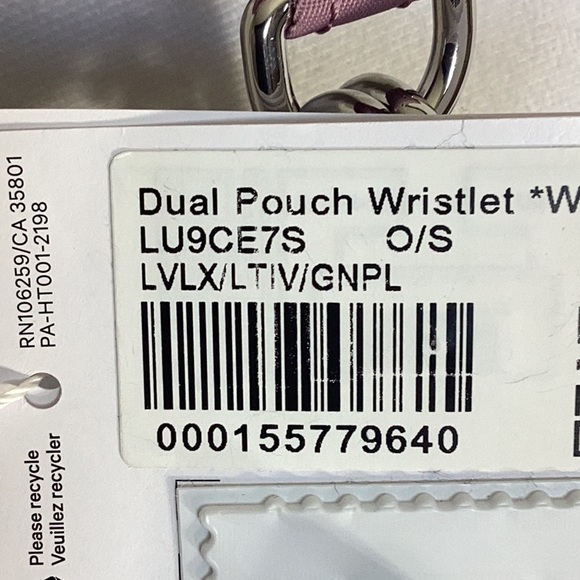 Dual Pouch Wristlet *W
LU9CE7S O/S
LVLX/LTIV/GNPL
000155779640
RN106259/CA 35801
PA-HT001-2198
Please recycle
Veuillez recycler